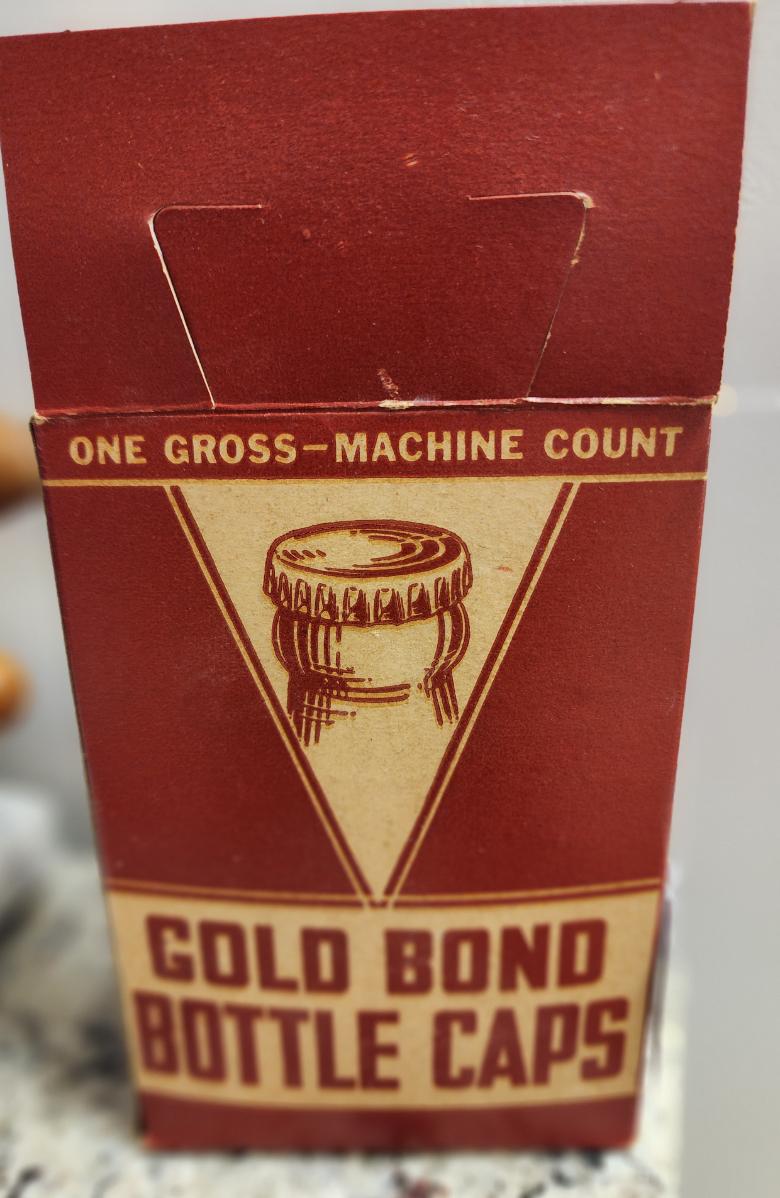 ONE GROSS—MACHINE COUNT
GOLD BOND
BOTTLE CAPS